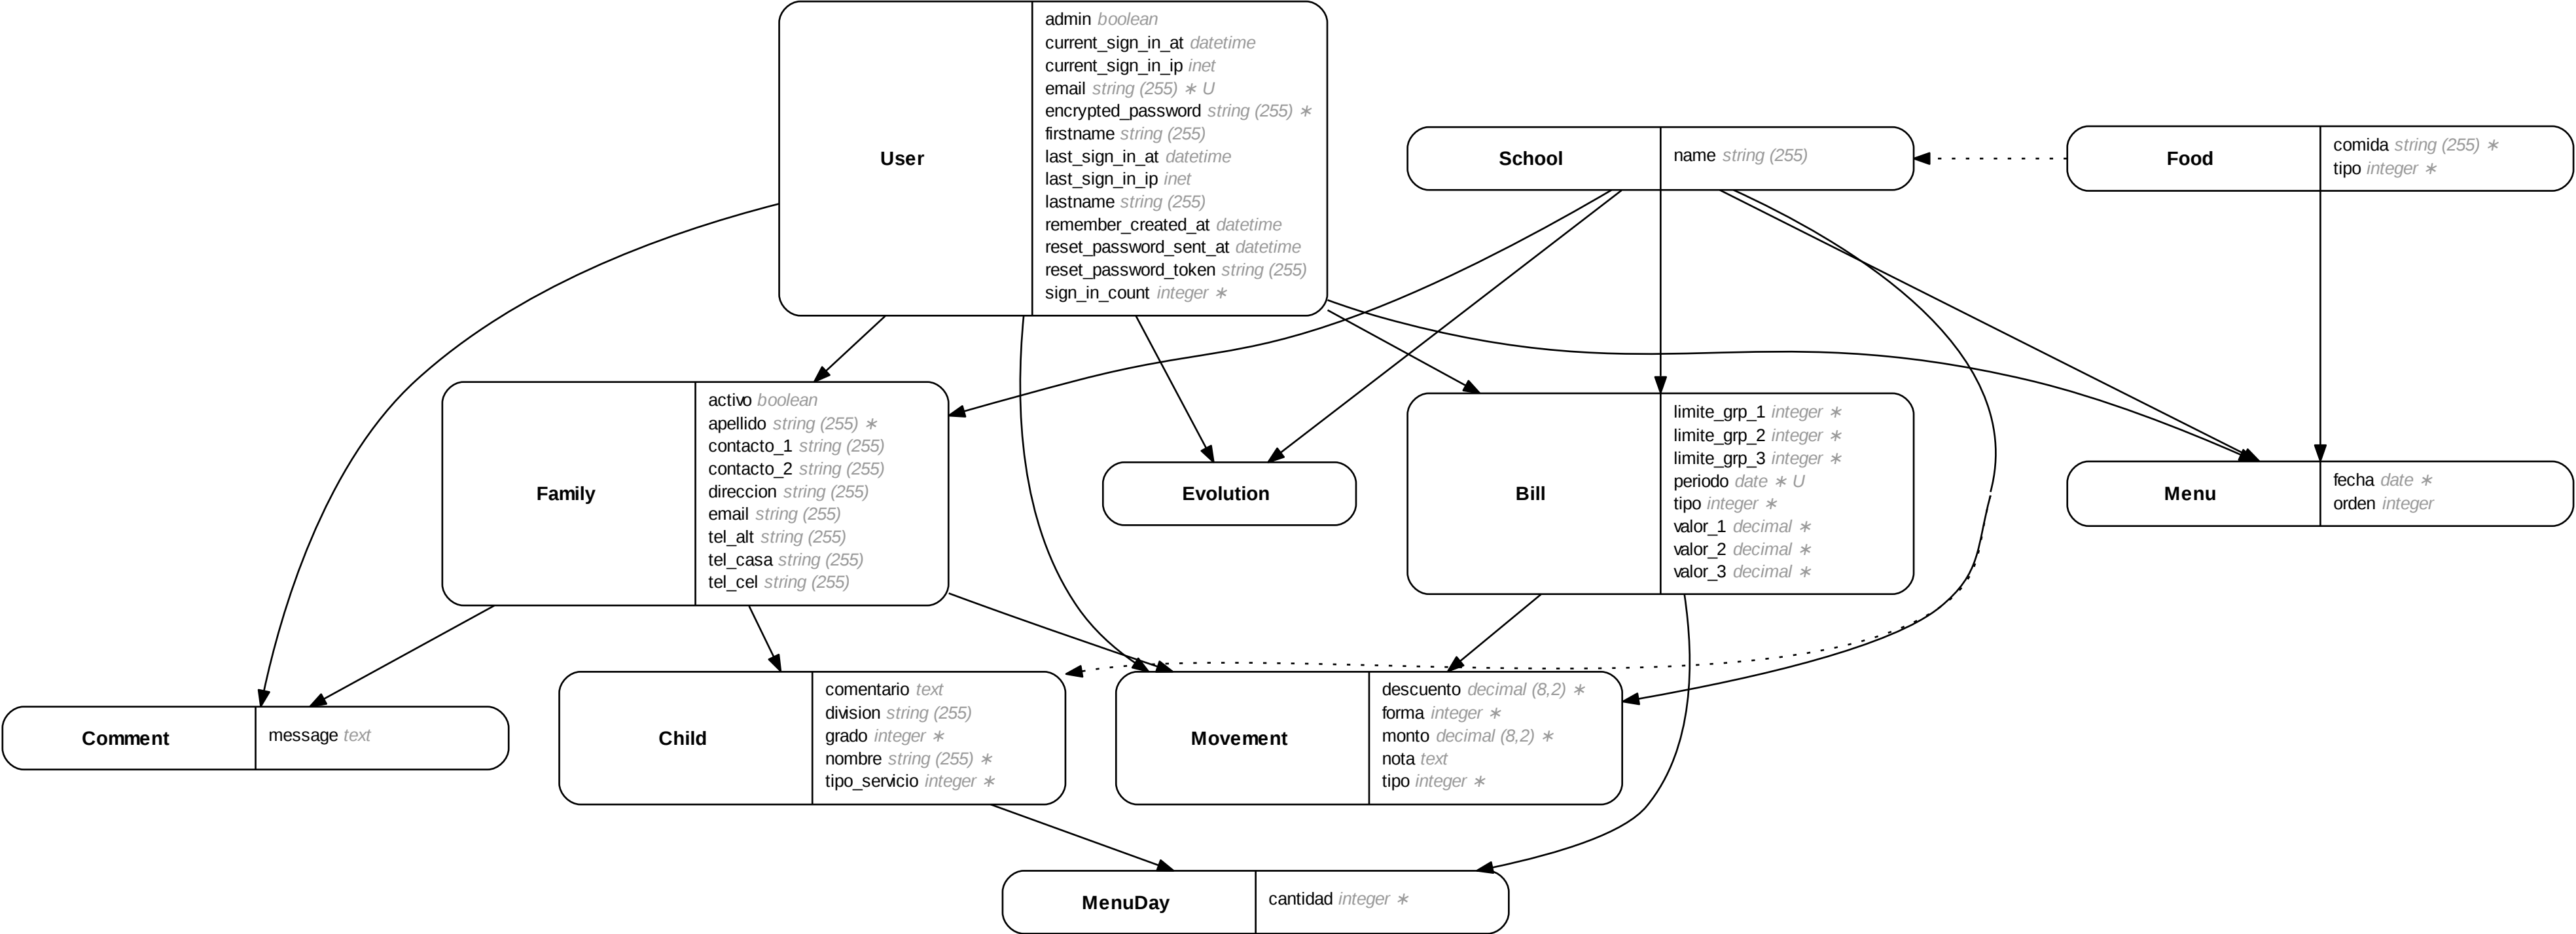 User
admin boolean
current_sign_in_at datetime
current_sign_in_ip inet
email string (255) ∗ U
encrypted_password string (255) ∗
firstname string (255)
last_sign_in_at datetime
last_sign_in_ip inet
lastname string (255)
remember_created_at datetime
reset_password_sent_at datetime
reset_password_token string (255)
sign_in_count integer ∗
School
name string (255)
Food
comida string (255) ∗
tipo integer ∗
Family
activo boolean
apellido string (255) ∗
contacto_1 string (255)
contacto_2 string (255)
direccion string (255)
email string (255)
tel_alt string (255)
tel_casa string (255)
tel_cel string (255)
Evolution
Bill
limite_grp_1 integer ∗
limite_grp_2 integer ∗
limite_grp_3 integer ∗
periodo date ∗ U
tipo integer ∗
valor_1 decimal ∗
valor_2 decimal ∗
valor_3 decimal ∗
Menu
fecha date ∗
orden integer
Comment
message text
Child
comentario text
division string (255)
grado integer ∗
nombre string (255) ∗
tipo_servicio integer ∗
Movement
descuento decimal (8,2) ∗
forma integer ∗
monto decimal (8,2) ∗
nota text
tipo integer ∗
MenuDay
cantidad integer ∗